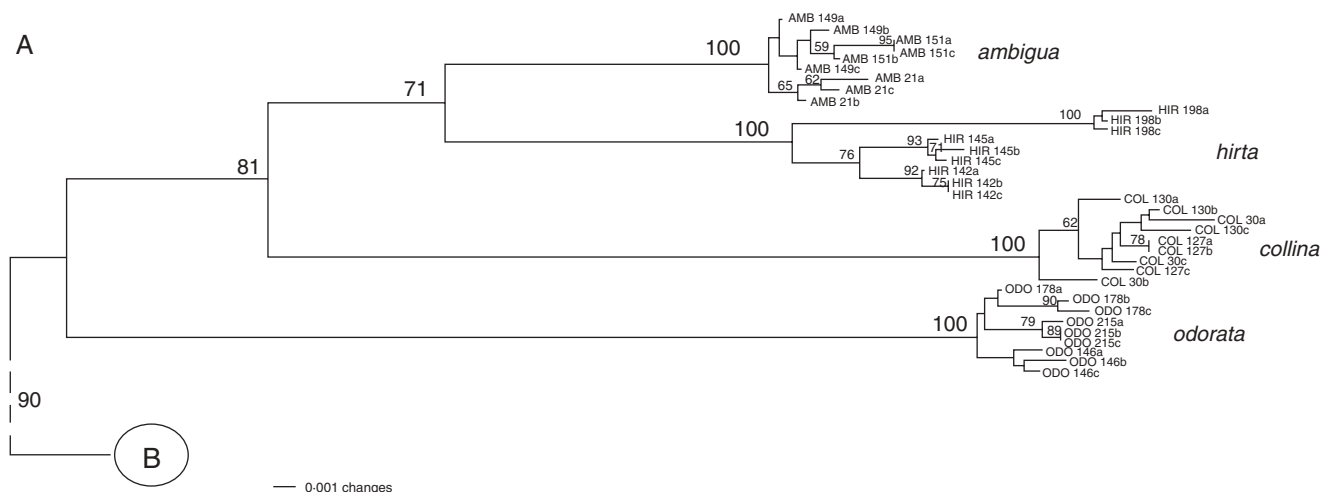 A
100
AMB 149a
AMB 149b
95
AMB 151a
59
AMB 151c
AMB 151b
AMB 149c
ambigua
62
AMB 21a
65
AMB 21c
AMB 21b
71
100
HIR 198a
HIR 198b
HIR 198c
100
93
HIR 145a
71
HIR 145b
76
HIR 145c
92
HIR 142a
75
HIR 142b
HIR 142c
hirta
81
COL 130a
COL 130b
62
COL 30a
COL 130c
78
COL 127a
COL 127b
100
COL 30c
COL 127c
COL 30b
collina
ODO 178a
90
ODO 178b
ODO 178c
100
79
ODO 215a
89
ODO 215b
ODO 215c
ODO 146a
ODO 146b
ODO 146c
odorata
90
B
0·001 changes